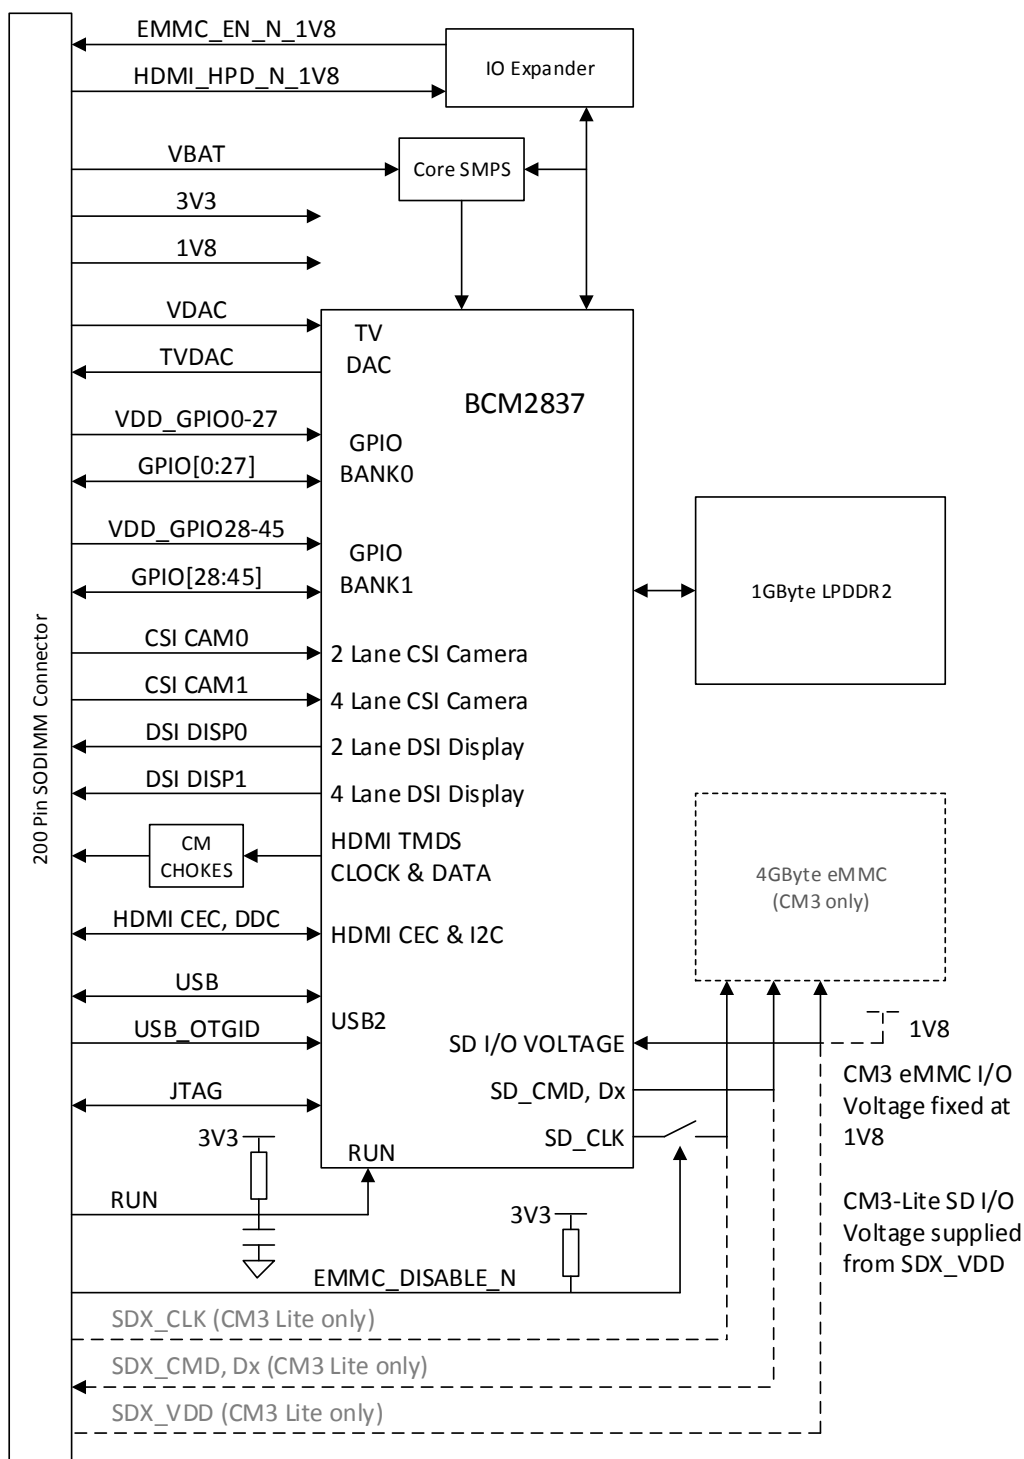 EMMC_EN_N_1V8
IO Expander
HDMI_HPD_N_1V8
VBAT
Core SMPS
3V3
1V8
VDAC
TV
DAC
TVDAC
BCM2837
VDD_GPIO0-27
GPIO
BANK0
GPIO[0:27]
VDD_GPIO28-45
GPIO
BANK1
GPIO[28:45]
1GByte LPDDR2
200 Pin SODIMM Connector
CSI CAM0
2 Lane CSI Camera
CSI CAM1
4 Lane CSI Camera
DSI DISP0
2 Lane DSI Display
DSI DISP1
4 Lane DSI Display
CM
CHOKES
HDMI TMDS
CLOCK & DATA
4GByte eMMC
(CM3 only)
HDMI CEC, DDC
HDMI CEC & I2C
USB
USB2
USB_OTGID
SD I/O VOLTAGE
1V8
CM3 eMMC I/O
Voltage fixed at
1V8
SD_CMD, Dx
JTAG
SD_CLK
3V3
RUN
RUN
CM3-Lite SD I/O
Voltage supplied
from SDX_VDD
3V3
EMMC_DISABLE_N
SDX_CLK (CM3 Lite only)
SDX_CMD, Dx (CM3 Lite only)
SDX_VDD (CM3 Lite only)